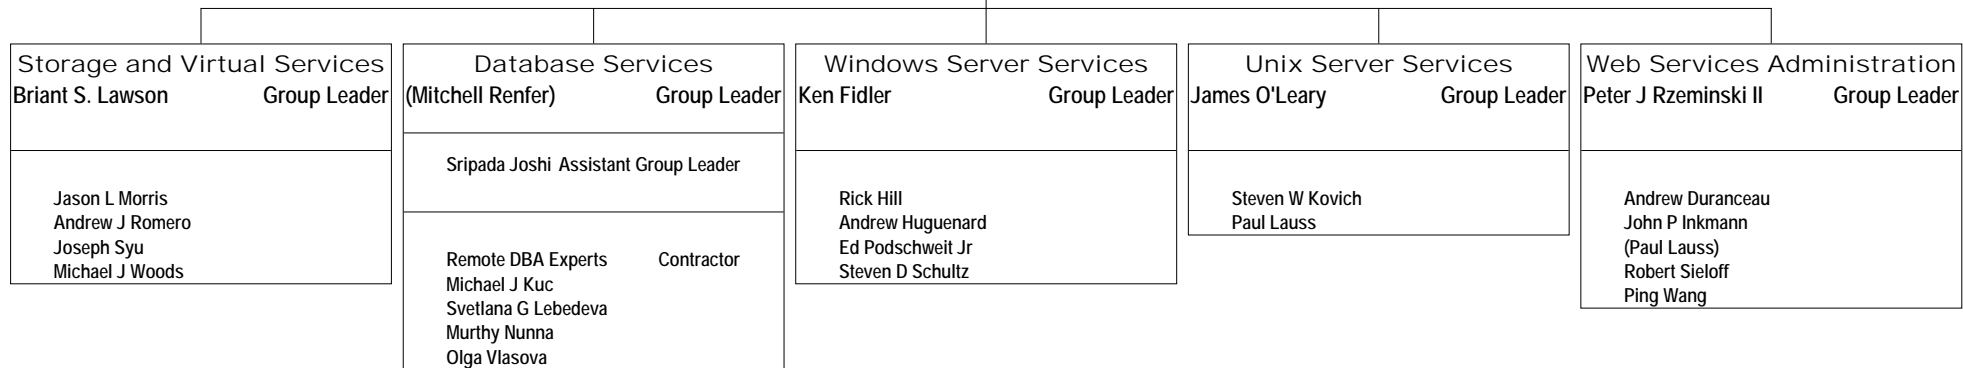 Storage and Virtual Services
Briant S. Lawson Group Leader
Jason L Morris
Andrew J Romero
Joseph Syu
Michael J Woods
Database Services
(Mitchell Renfer) Group Leader
Sripada Joshi Assistant Group Leader
Remote DBA Experts Contractor
Michael J Kuc
Svetlana G Lebedeva
Murthy Nunna
Olga Vlasova
Windows Server Services
Ken Fidler Group Leader
Rick Hill
Andrew Huguenard
Ed Podschweit Jr
Steven D Schultz
Unix Server Services
James O'Leary Group Leader
Steven W Kovich
Paul Lauss
Web Services Administration
Peter J Rzeminski II Group Leader
Andrew Duranceau
John P Inkmann
(Paul Lauss)
Robert Sieloff
Ping Wang